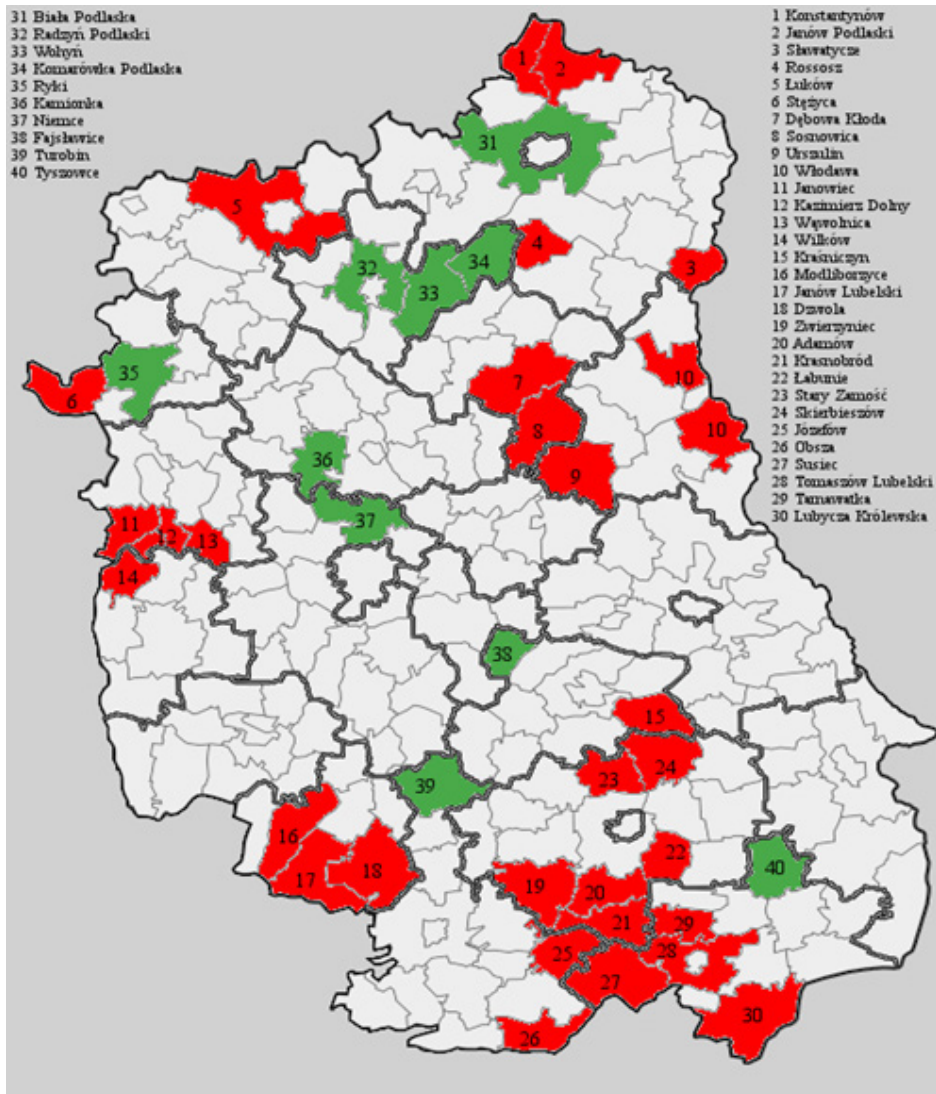 31 Biała Podlaska
32 Radzyń Podlaski
33 Wohyń
34 Komarówka Podlaska
35 Ryki
36 Kamionka
37 Niemce
38 Fajsławice
39 Turobin
40 Tyszowce
1 Konstantynów
2 Janów Podlaski
3 Sławatycze
4 Rossosz
5 Łuków
6 Stężyca
7 Dębowa Kłoda
8 Sosnowica
9 Urszulin
10 Włodawa
11 Janowiec
12 Kazimierz Dolny
13 Wąwolnica
14 Wilków
15 Kraśniczyn
16 Modliborzyce
17 Janów Lubelski
18 Dzwola
19 Zwierzyniec
20 Adamów
21 Krasnobród
22 Łabunie
23 Stary Zamość
24 Skierbieszów
25 Józefów
26 Obsza
27 Susiec
28 Tomaszów Lubelski
29 Tarnawatka
30 Lubycza Królewska
1
2
31
5
4
34
32
3
33
35
6
7
10
8
10
36
9
37
11
12
13
14
38
15
24
23
39
16
22
40
18
17
19
20
21
29
25
28
27
30
26